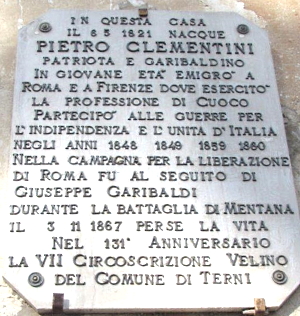 IN QUESTA CASA
IL 6 5 1821 NACQUE
PIETRO CLEMENTINI
PATRIOTA E GARIBALDINO
IN GIOVANE ETA' EMIGRO' A
ROMA E A FIRENZE DOVE ESERCITO'
LA PROFESSIONE DI CUOCO
PARTECIPO' ALLE GUERRE PER
L'INDIPENDENZA E L'UNITA' D'ITALIA
NEGLI ANNI 1848 1849 1859 1860
NELLA CAMPAGNA PER LA LIBERAZIONE
DI ROMA FU AL SEGUITO DI
GIUSEPPE GARIBALDI
DURANTE LA BATTAGLIA DI MENTANA
IL 3 11 1867 PERSE LA VITA
NEL 131° ANNIVERSARIO
LA VII CIRCOSCRIZIONE VELINO
DEL COMUNE DI TERNI